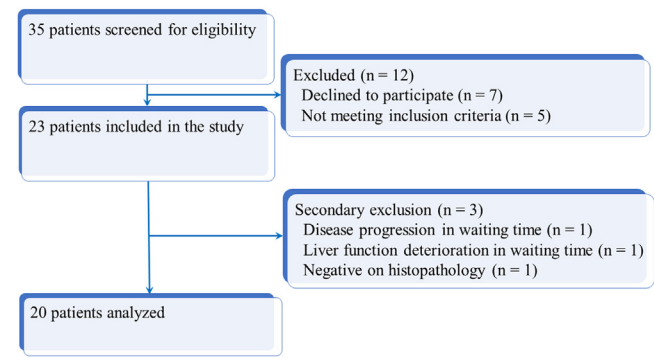 35 patients screened for eligibility
Excluded (n = 12)
Declined to participate (n = 7)
Not meeting inclusion criteria (n = 5)
23 patients included in the study
Secondary exclusion (n = 3)
Disease progression in waiting time (n = 1)
Liver function deterioration in waiting time (n = 1)
Negative on histopathology (n = 1)
20 patients analyzed